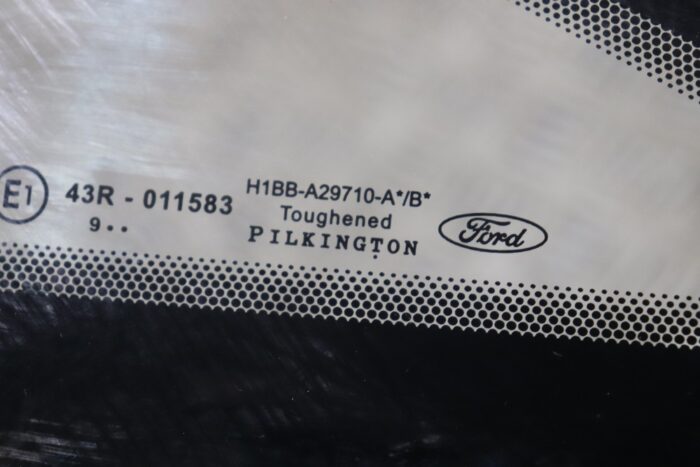 E1
43R - 011583
9••
H1BB-A29710-A*/B*
Toughened
PILKINGTON
Ford